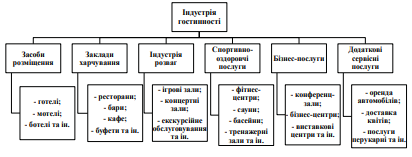 Індустрія
гостинності
Засоби
розміщення
Заклади
харчування
Індустрія
розваг
Спортивно-
оздоровчі
послуги
Бізнес-послуги
Додаткові
сервісні
послуги
- готелі;
- мотелі;
- ботелі та ін.
- ресторани;
- бари;
- кафе;
- буфети та ін.
- ігрові зали;
- концертні
зали;
- екскурсійне
обслуговування
та ін.
- фітнес-
центри;
- сауни;
- басейни;
- тренажерні
зали та ін.
- конференц-
зали;
- бізнес-центри;
- виставкові
центри та ін.
- оренда
автомобілів;
- доставка
квітів;
- послуги
перукарні та ін.